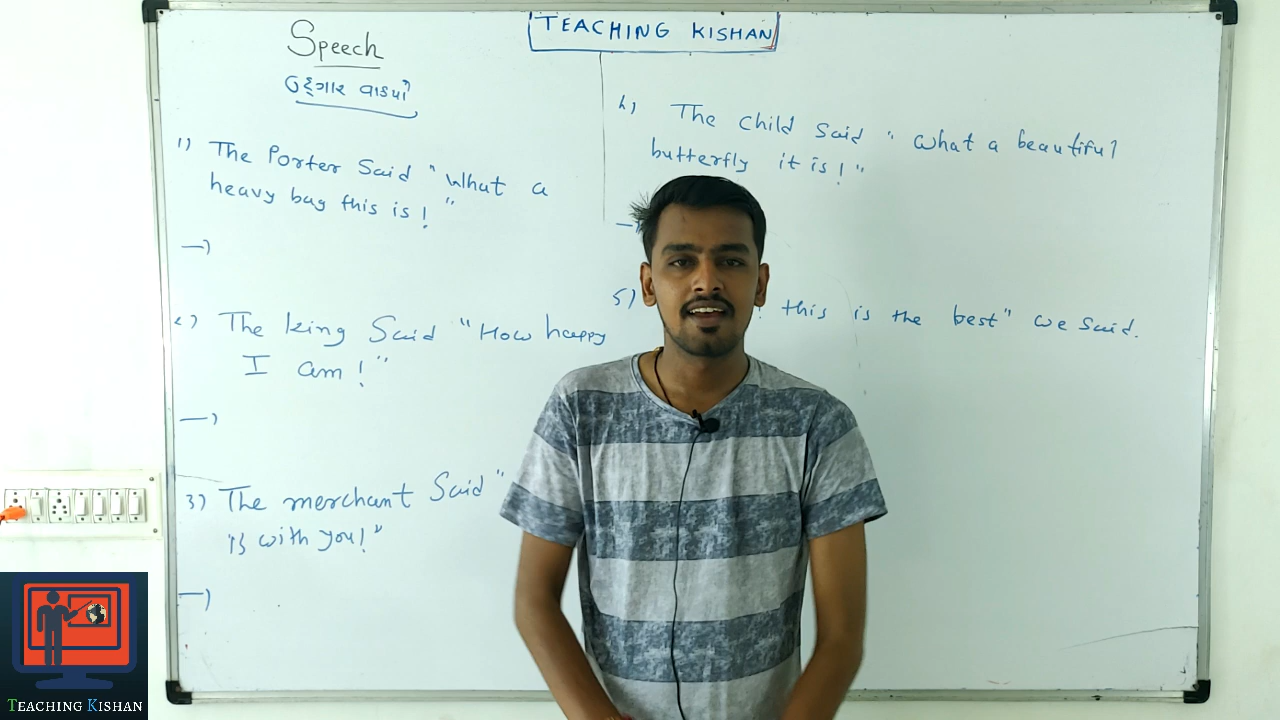 TEACHING KISHAN
Speech
ઉદ્દગાર વાક્યો
1) The Porter Said "What a
heavy bag this is! "
→
2) The king Said "How happy
I am! "
→
3) The merchant Said "
is with you! "
→
4) The child Said " What a beautiful
butterfly it is! "
5) ! this is the best" we said.
TEACHING KISHAN